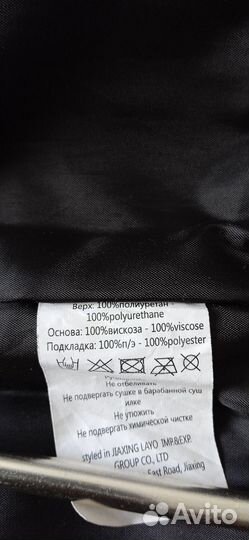 Верх: 100%полиуретан -
100%polyurethane
Основа: 100%вискоза - 100%viscose
Подкладка: 100%п/э - 100%polyester
Не отбеливать
Не подвергать сушке в барабанной суш
илке
Не утюжить
Не подвергать химической чистке
styled in JIAXING LAYO IMP.&EXP.
GROUP CO., LTD
East Road, Jiaxing
Avito